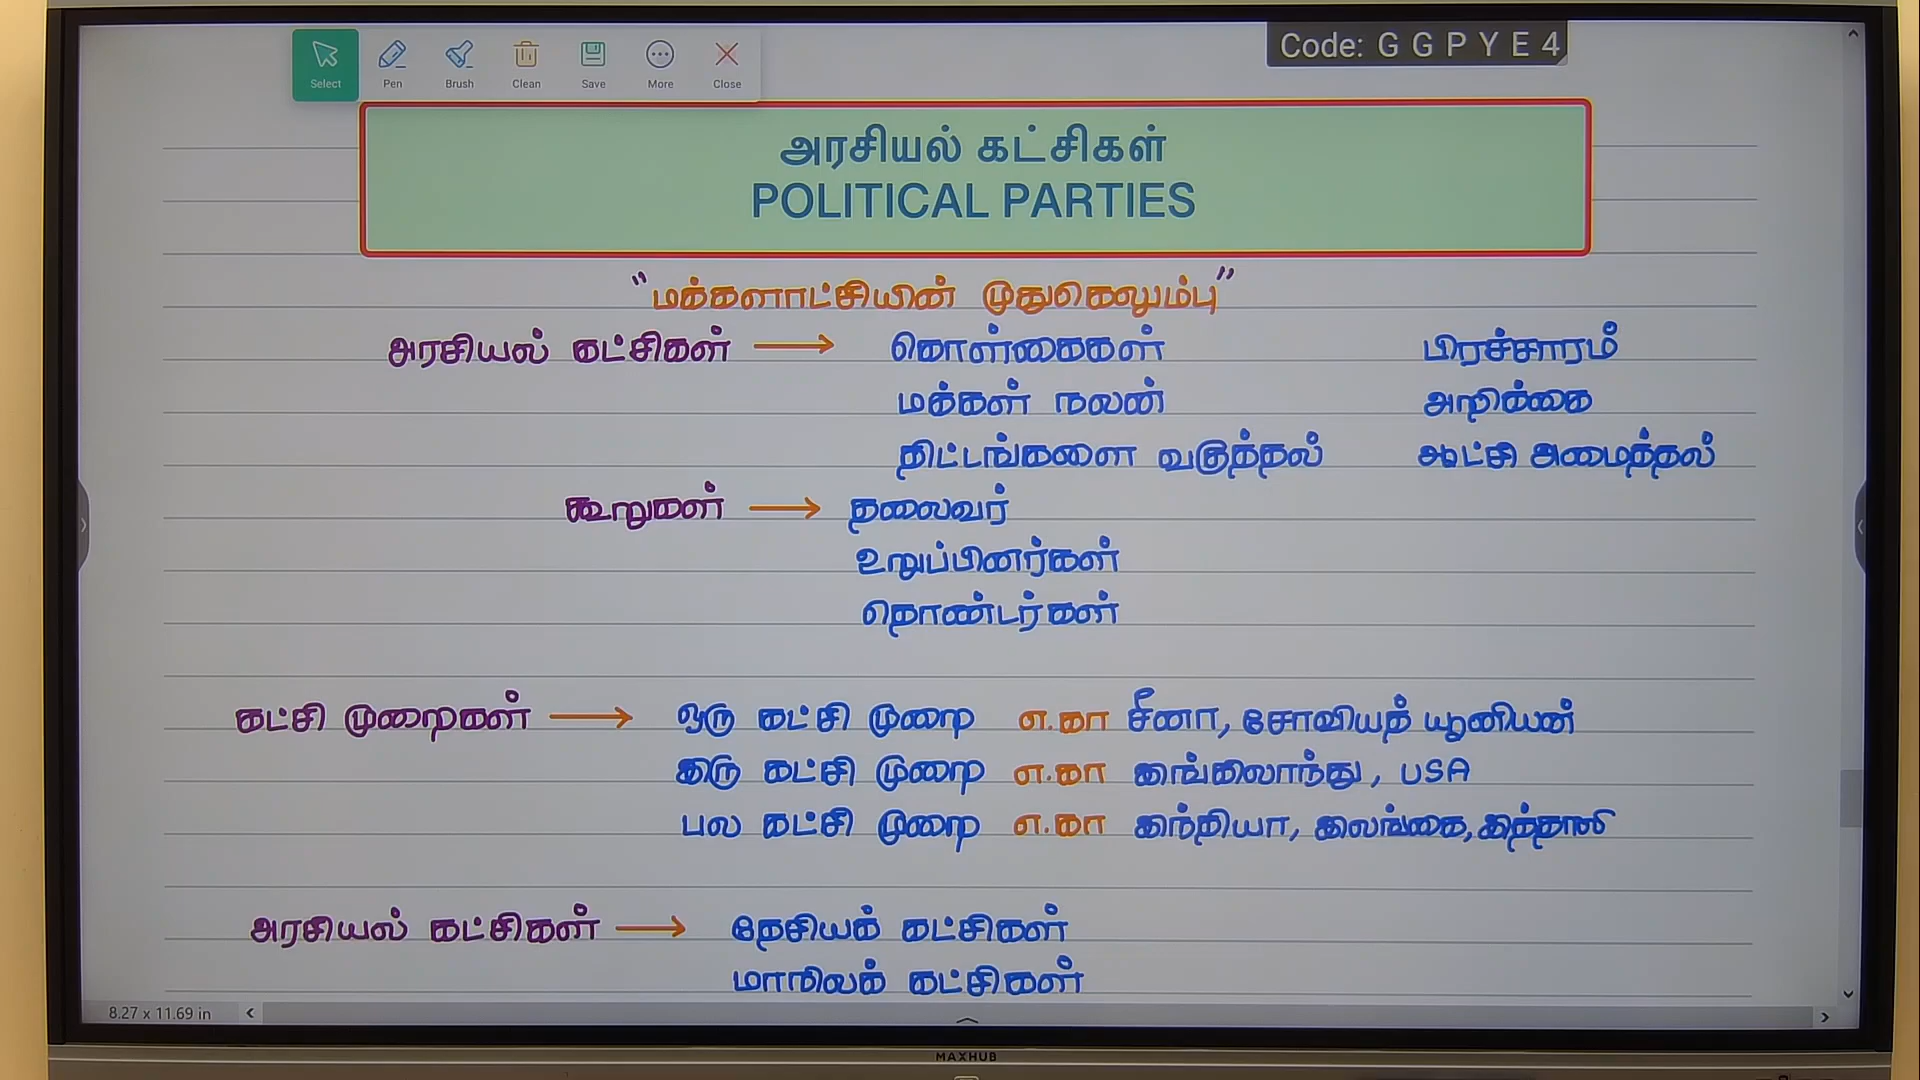 Code: G G P Y E 4
Select Pen Brush Clean Save More Close
அரசியல் கட்சிகள்
POLITICAL PARTIES
"மக்களாட்சியின் முதுகெலும்பு"
அரசியல் கட்சிகள் → கொள்கைகள் பிரச்சாரம்
மக்கள் நலன் அறிக்கை
திட்டங்களை வகுத்தல் ஆட்சி அமைத்தல்
கூறுகள் → தலைவர்
உறுப்பினர்கள்
தொண்டர்கள்
கட்சி முறைகள் → ஒரு கட்சி முறை எ.கா சீனா, சோவியத் யூனியன்
இரு கட்சி முறை எ.கா இங்கிலாந்து, USA
பல கட்சி முறை எ.கா இந்தியா, இலங்கை, இத்தாலி
அரசியல் கட்சிகள் → தேசியக் கட்சிகள்
மாநிலக் கட்சிகள்
8.27 x 11.69 in
MAXHUB